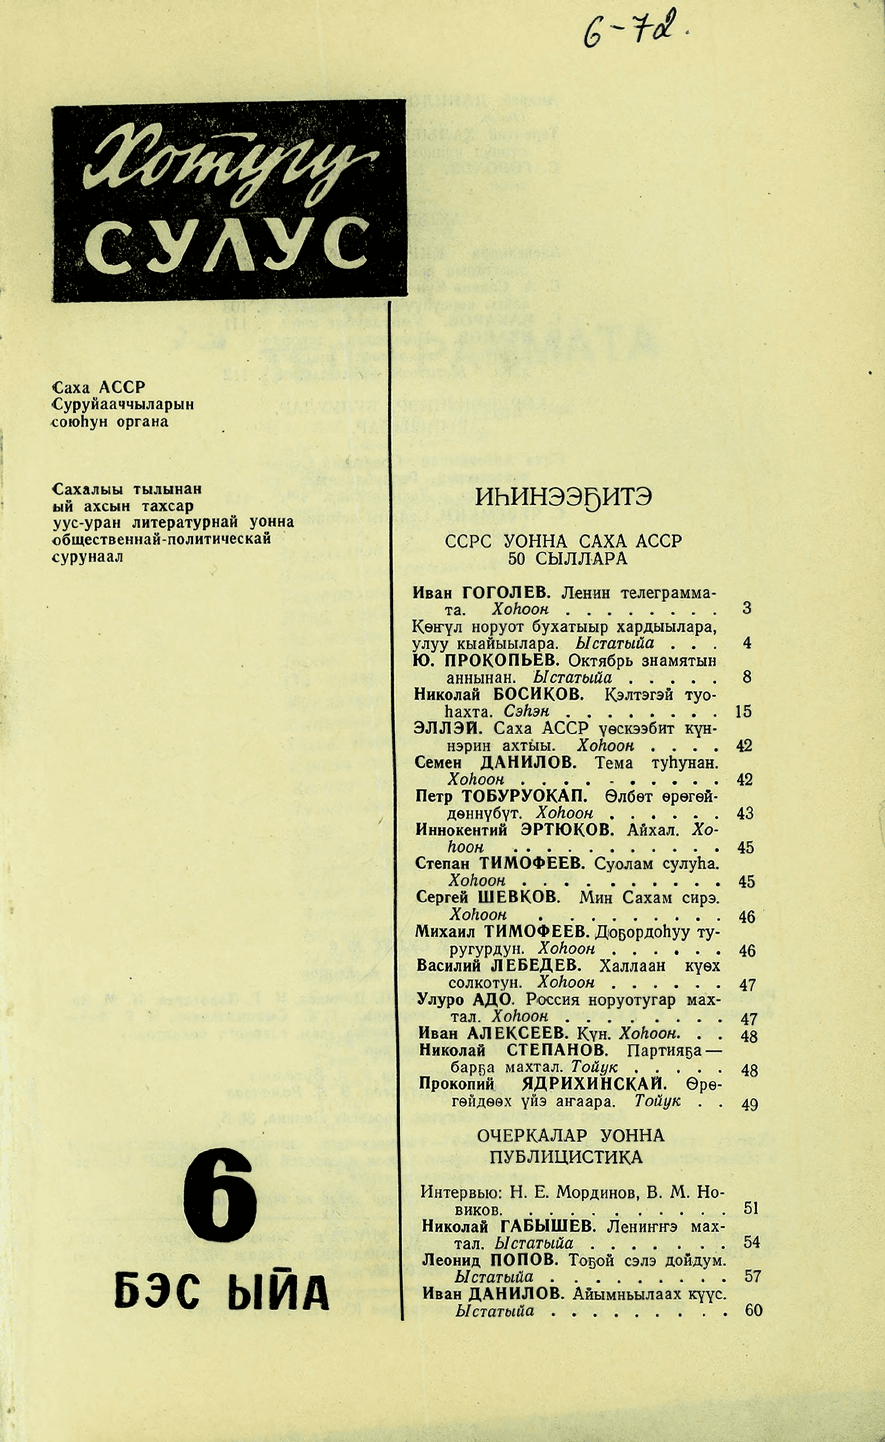 6-72.
Хотугу
СУЛУС
Саха АССР
Суруйааччыларын
союһун органа
Сахалыы тылынан
ый ахсын тахсар
уус-уран литературнай уонна
общественнай-политическай
сурунаал
6
БЭС ЫЙА
ИҺИНЭЭҔИТЭ
ССРС УОННА САХА АССР
50 СЫЛЛАРА
Иван ГОГОЛЕВ. Ленин телеграмма-
та. Хоһоон . . . . . . . . 3
Көҥүл норуот бухатыыр хардыылара,
улуу кыайыылара. Ыстатыйа . . . 4
Ю. ПРОКОПЬЕВ. Октябрь знамятын
аннынан. Ыстатыйа . . . . . 8
Николай БОСИКОВ. Кэлтэгэй туо-
һахта. Сэһэн . . . . . . . . 15
ЭЛЛЭЙ. Саха АССР үөскээбит күн-
нэрин ахтыы. Хоһоон . . . . 42
Семен ДАНИЛОВ. Тема туһунан.
Хоһоон . . . . . . . . . . 42
Петр ТОБУРУОКАП. Өлбөт өрөгөй-
дөннүбүт. Хоһоон . . . . . . 43
Иннокентий ЭРТЮКОВ. Айхал. Хо-
һоон . . . . . . . . . . . 45
Степан ТИМОФЕЕВ. Суолам сулуһа.
Хоһоон . . . . . . . . . . 45
Сергей ШЕВКОВ. Мин Сахам сирэ.
Хоһоон . . . . . . . . . 46
Михаил ТИМОФЕЕВ. Доҕордоһуу ту-
ругурдун. Хоһоон . . . . . . 46
Василий ЛЕБЕДЕВ. Халлаан күөх
солкотун. Хоһоон . . . . . . 47
Улуро АДО. Россия норуотугар мах-
тал. Хоһоон . . . . . . . . 47
Иван АЛЕКСЕЕВ. Күн. Хоһоон. . . 48
Николай СТЕПАНОВ. Партияҕа —
барҕа махтал. Тойук . . . . . 48
Прокопий ЯДРИХИНСКАЙ. Өрө-
гөйдөөх үйэ аҥаара. Тойук . . 49
ОЧЕРКАЛАР УОННА
ПУБЛИЦИСТИКА
Интервью: Н. Е. Мординов, В. М. Но-
виков. . . . . . . . . . . 51
Николай ГАБЫШЕВ. Лениҥҥэ мах-
тал. Ыстатыйа . . . . . . . 54
Леонид ПОПОВ. Тоҕой сэлэ дойдум.
Ыстатыйа . . . . . . . . . 57
Иван ДАНИЛОВ. Айымньылаах күүс.
Ыстатыйа . . . . . . . . . 60